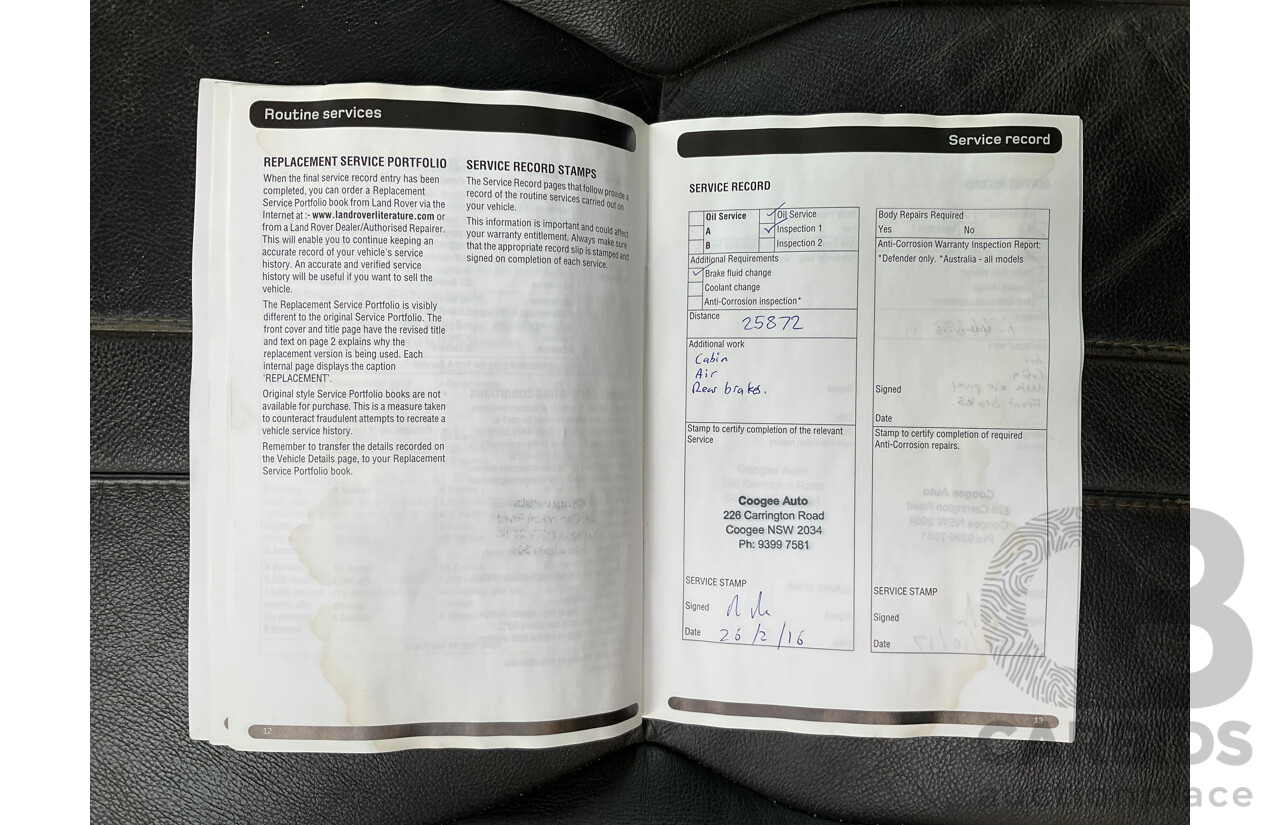 Routine services
REPLACEMENT SERVICE PORTFOLIO
When the final service record entry has been
completed, you can order a Replacement
Service Portfolio book from Land Rover via the
Internet at :- www.landroverliterature.com or
from a Land Rover Dealer/Authorised Repairer.
This will enable you to continue keeping an
accurate record of your vehicle's service
history. An accurate and verified service
history will be useful if you want to sell the
vehicle.
The Replacement Service Portfolio is visibly
different to the original Service Portfolio. The
front cover and title page have the revised title
and text on page 2 explains why the
replacement version is being used. Each
internal page displays the caption
'REPLACEMENT'.
Original style Service Portfolio books are not
available for purchase. This is a measure taken
to counteract fraudulent attempts to recreate a
vehicle service history.
Remember to transfer the details recorded on
the Vehicle Details page, to your Replacement
Service Portfolio book.
SERVICE RECORD STAMPS
The Service Record pages that follow provide a
record of the routine services carried out on
your vehicle.
This information is important and could affect
your warranty entitlement. Always make sure
that the appropriate record slip is stamped and
signed on completion of each service.
12
Service record
SERVICE RECORD
Oil Service Oil Service
A Inspection 1
B Inspection 2
Additional Requirements
Brake fluid change
Coolant change
Anti-Corrosion inspection*
Distance 25872
Additional work
Cabin
Air
Rear brakes.
Stamp to certify completion of the relevant
Service
Coogee Auto
226 Carrington Road
Coogee NSW 2034
Ph: 9399 7581
SERVICE STAMP
Signed
Date 26/2/16
Body Repairs Required
Yes No
Anti-Corrosion Warranty Inspection Report:
*Defender only. *Australia - all models
Signed
Date
Stamp to certify completion of required
Anti-Corrosion repairs.
SERVICE STAMP
Signed
Date
13